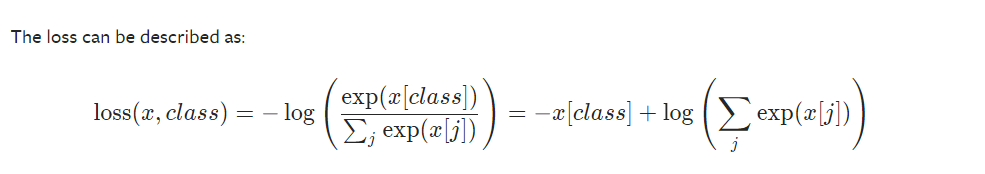 The loss can be described as:
loss(x, class) = − log ( exp(x[class]) / ∑_j exp(x[j]) ) = −x[class] + log ( ∑_j exp(x[j]) )